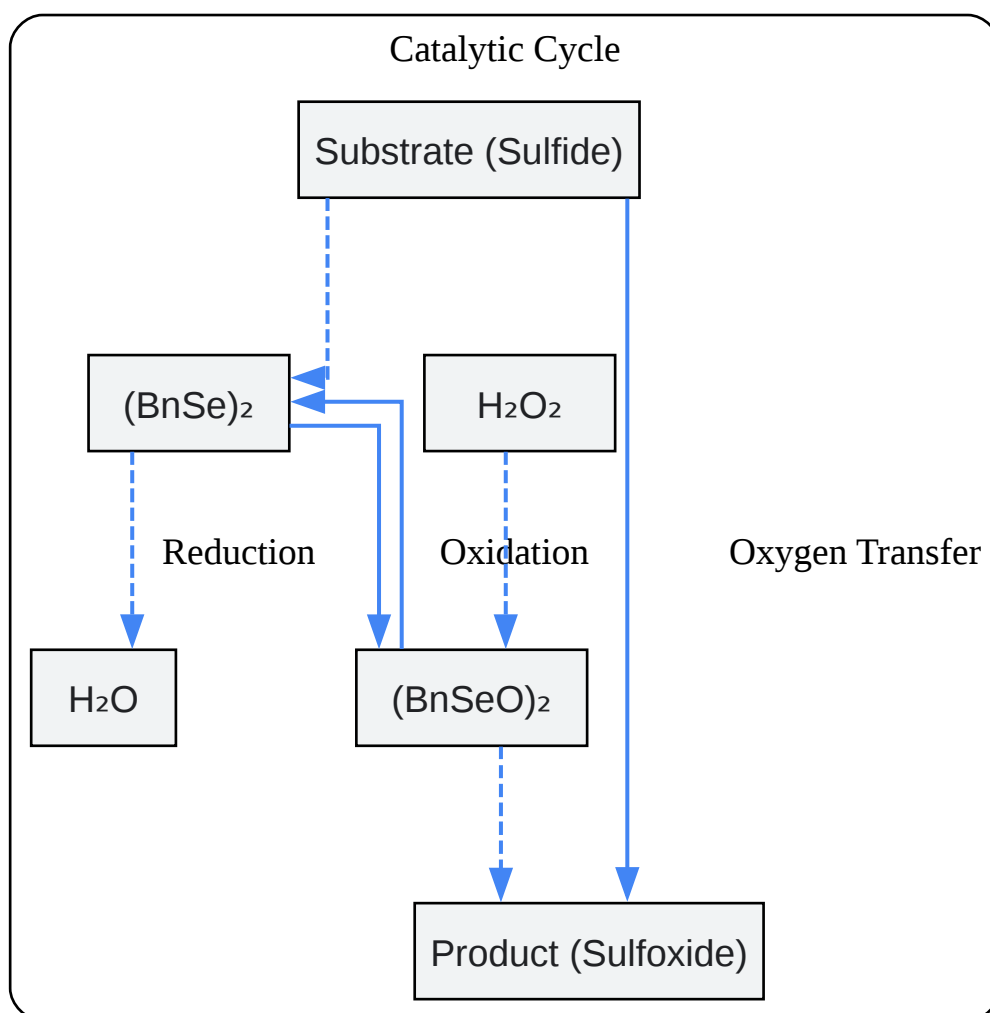 Catalytic Cycle
Substrate (Sulfide)
(BnSe)₂
H₂O₂
Reduction
Oxidation
Oxygen Transfer
H₂O
(BnSeO)₂
Product (Sulfoxide)